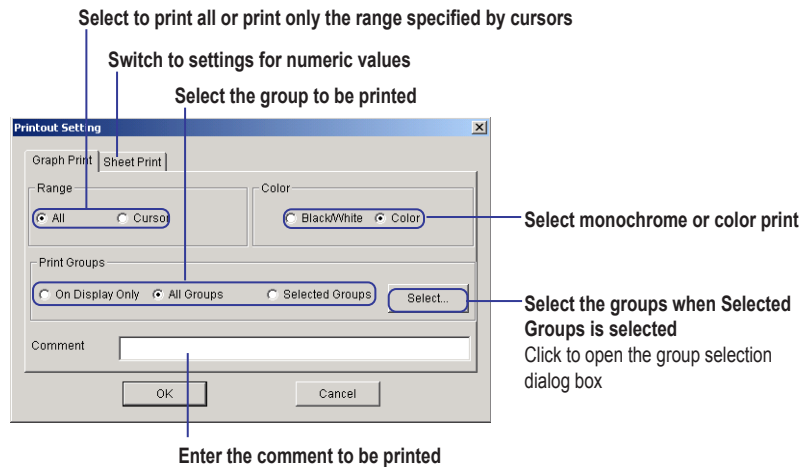 Select to print all or print only the range specified by cursors
Switch to settings for numeric values
Select the group to be printed
Printout Setting
Graph Print Sheet Print
Range Color
All Cursor Black/White Color
Select monochrome or color print
Print Groups
On Display Only All Groups Selected Groups Select...
Select the groups when Selected
Groups is selected
Click to open the group selection
dialog box
Comment
OK Cancel
Enter the comment to be printed